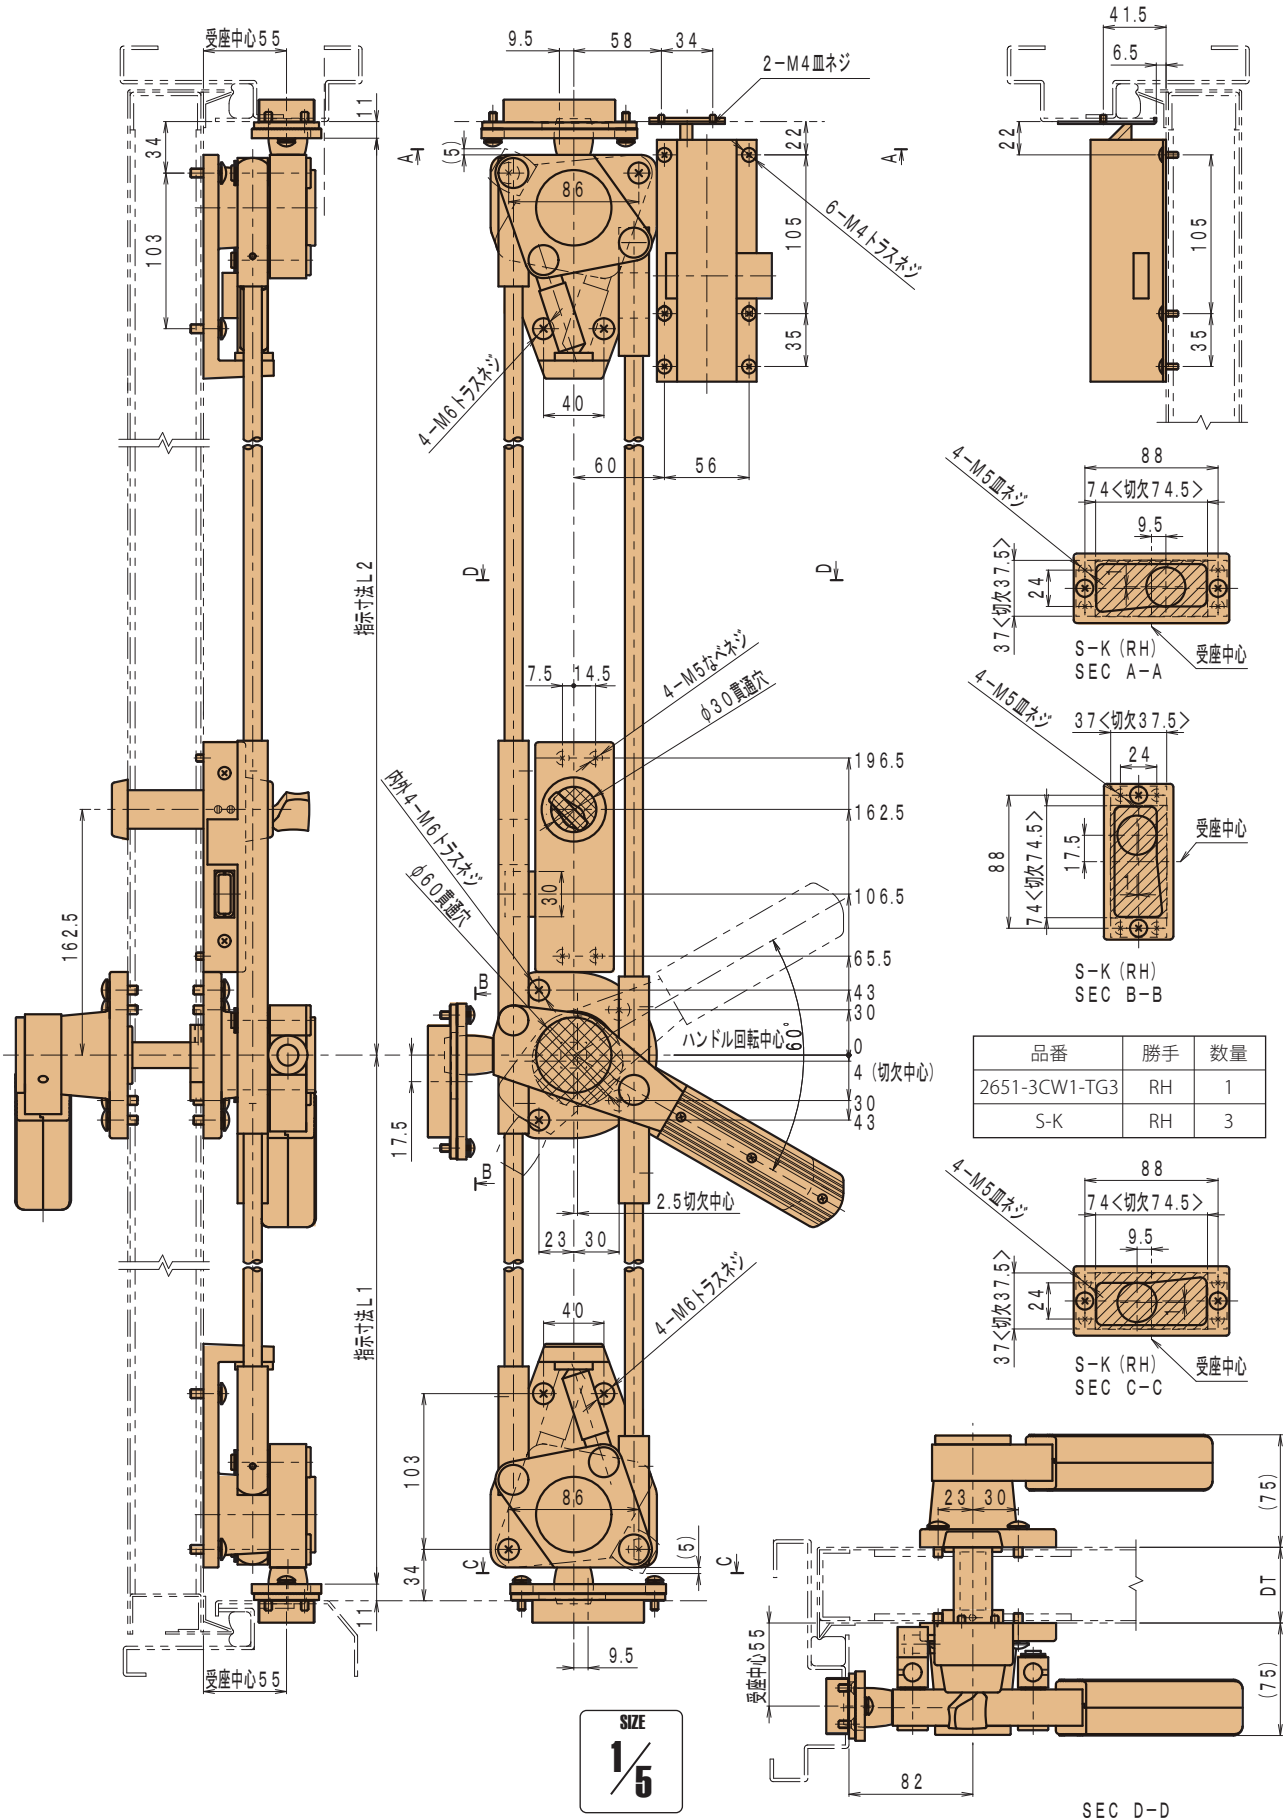 受座中心55
9.5
58
34
2-M4皿ネジ
41.5
6.5
11
34
A
(5)
22
A
22
86
6-M4トラスネジ
103
105
105
35
35
4-M6トラスネジ
40
60
56
4-M5皿ネジ
88
74<切欠74.5>
9.5
37<切欠37.5>
24
11
S-K (RH)
SEC A-A
受座中心
指示寸法L2
D
D
7.5
14.5
4-M5なべネジ
φ30貫通穴
内外4-M6トラスネジ
φ60貫通穴
4-M5皿ネジ
37<切欠37.5>
24
88
74<切欠74.5>
17.5
11
受座中心
S-K (RH)
SEC B-B
196.5
162.5
106.5
65.5
43
30
0
4 (切欠中心)
30
43
162.5
30
B
ハンドル回転中心
60°
17.5
B
2.5切欠中心
23
30
品番 勝手 数量
2651-3CW1-TG3 RH 1
S-K RH 3
4-M5皿ネジ
88
74<切欠74.5>
9.5
37<切欠37.5>
24
11
S-K (RH)
SEC C-C
受座中心
指示寸法L1
40
4-M6トラスネジ
103
86
34
C
(5)
C
11
9.5
受座中心55
23
30
(75)
DT
(75)
受座中心55
82
SEC D-D
SIZE
1/5